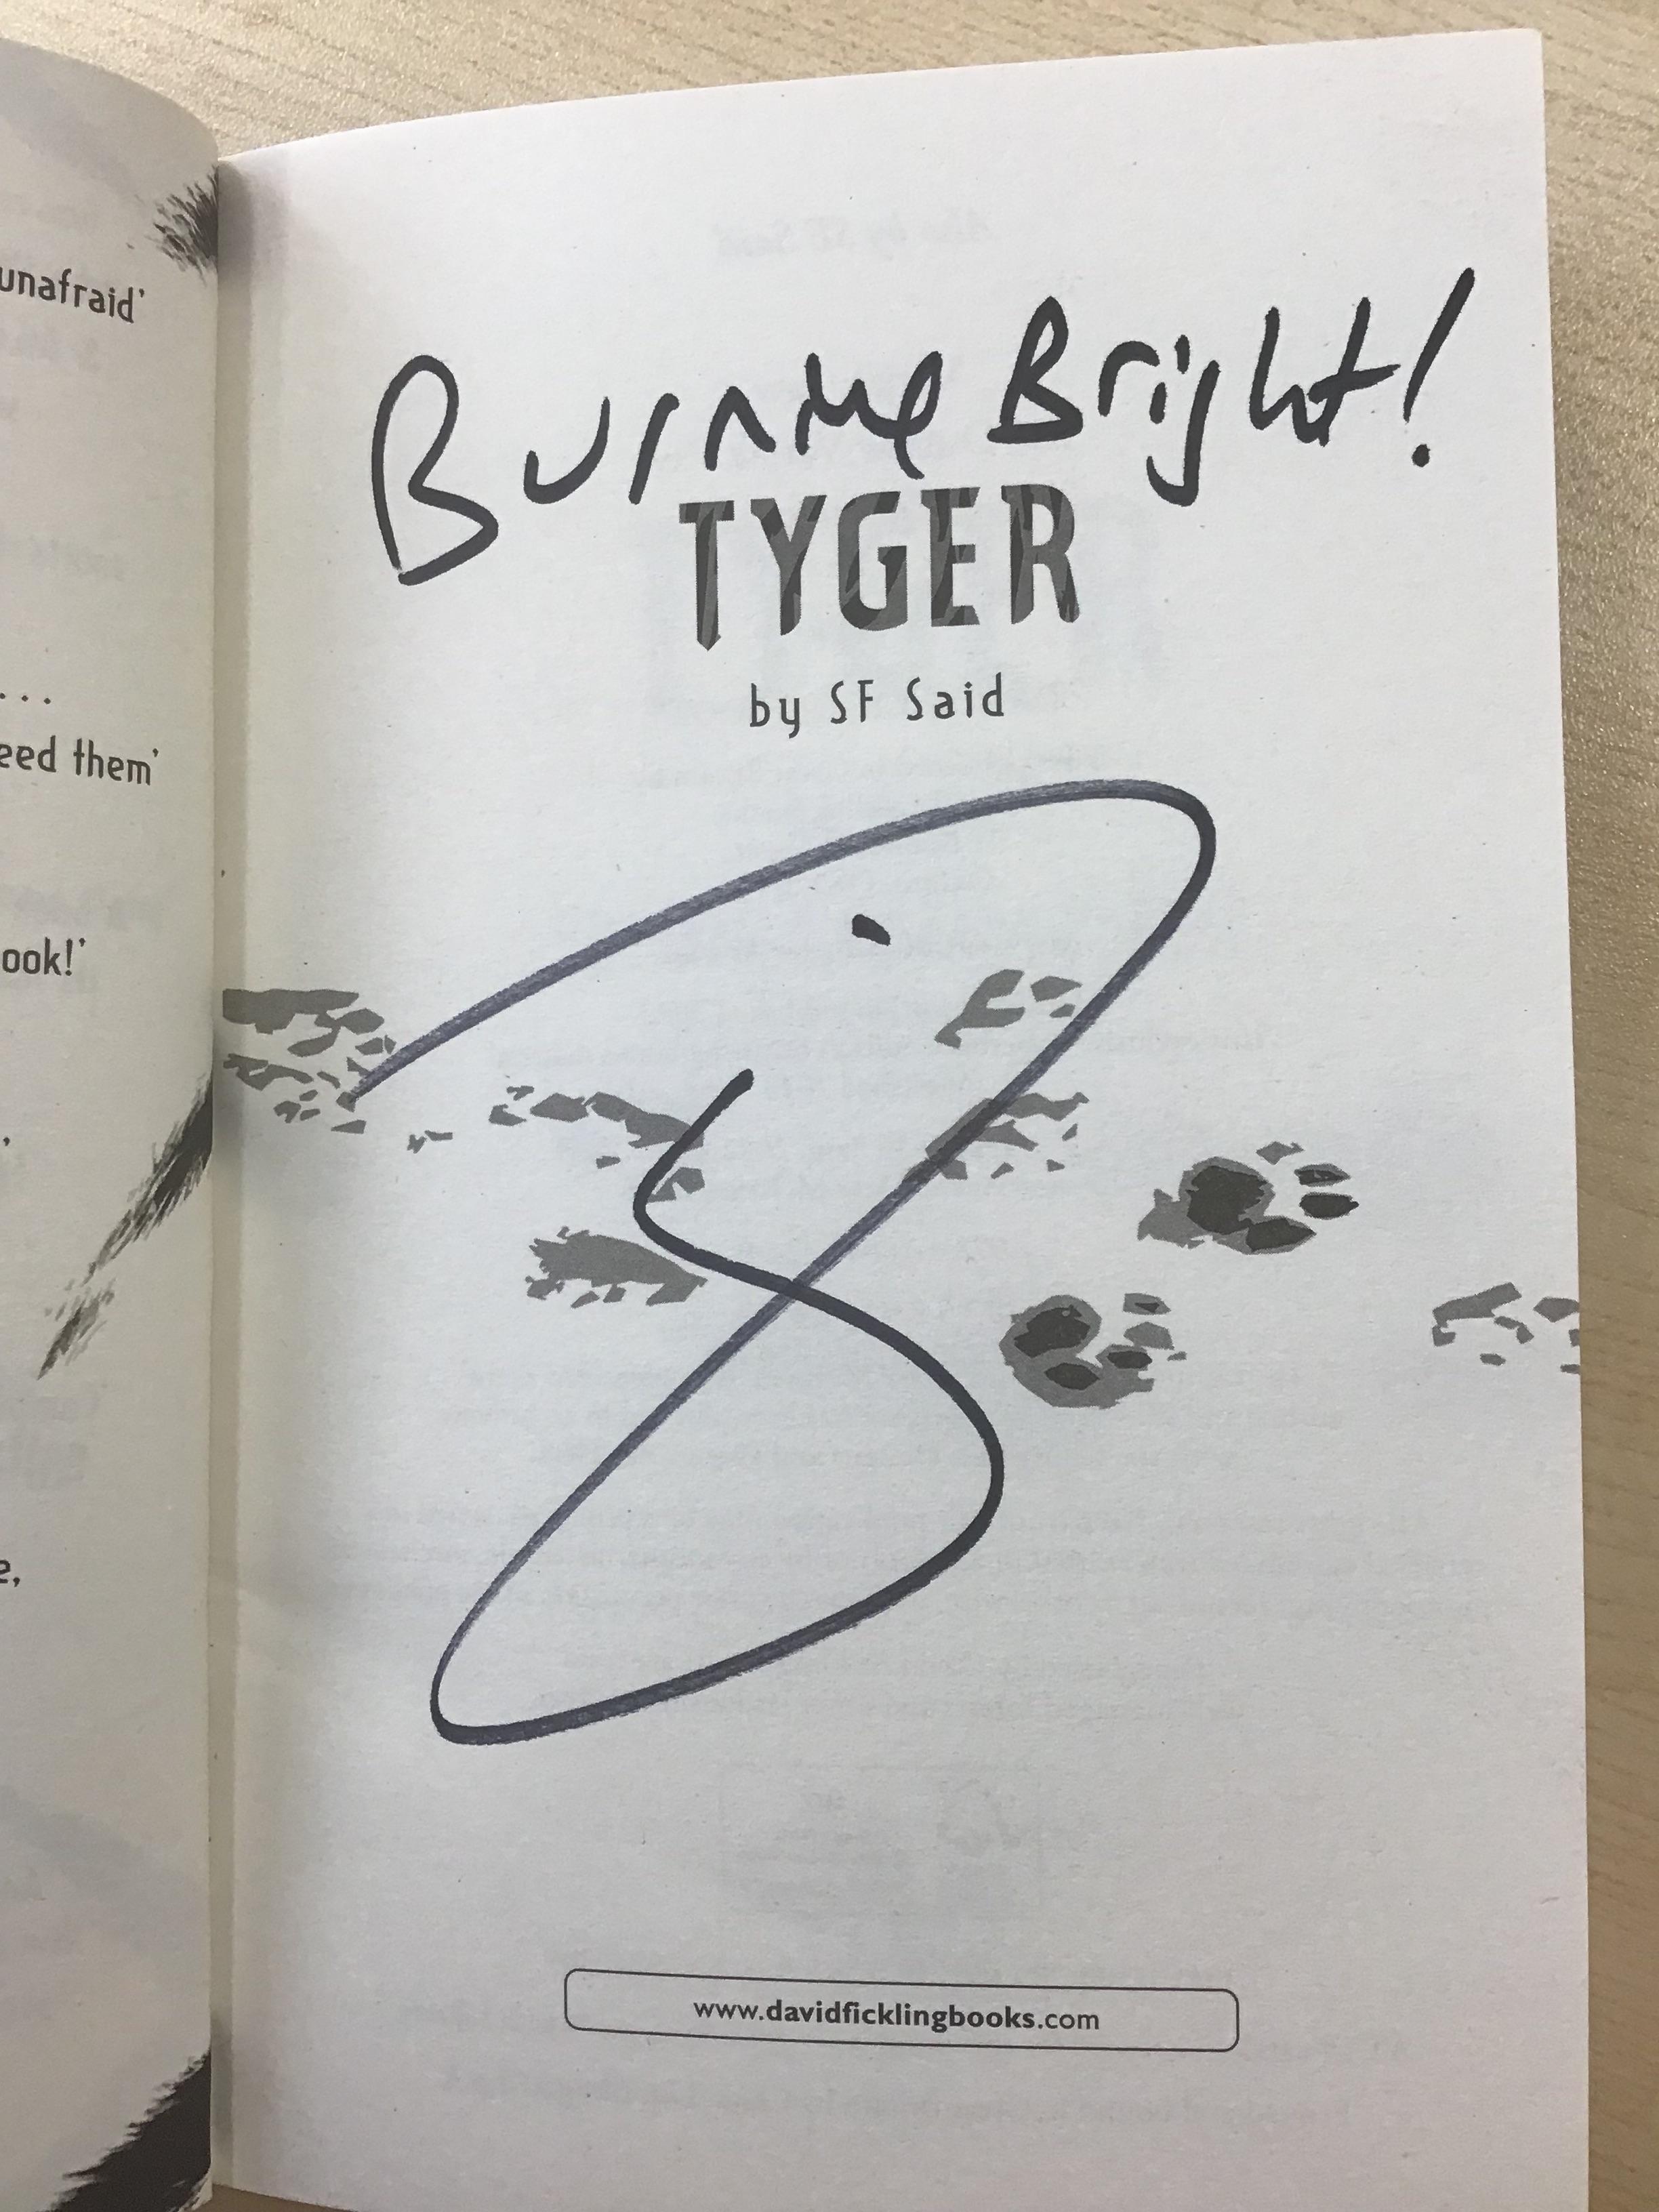 unafraid’
...
eed them’
ook!’
.
e,
Burning Bright!
TYGER
by SF Said
www.davidficklingbooks.com